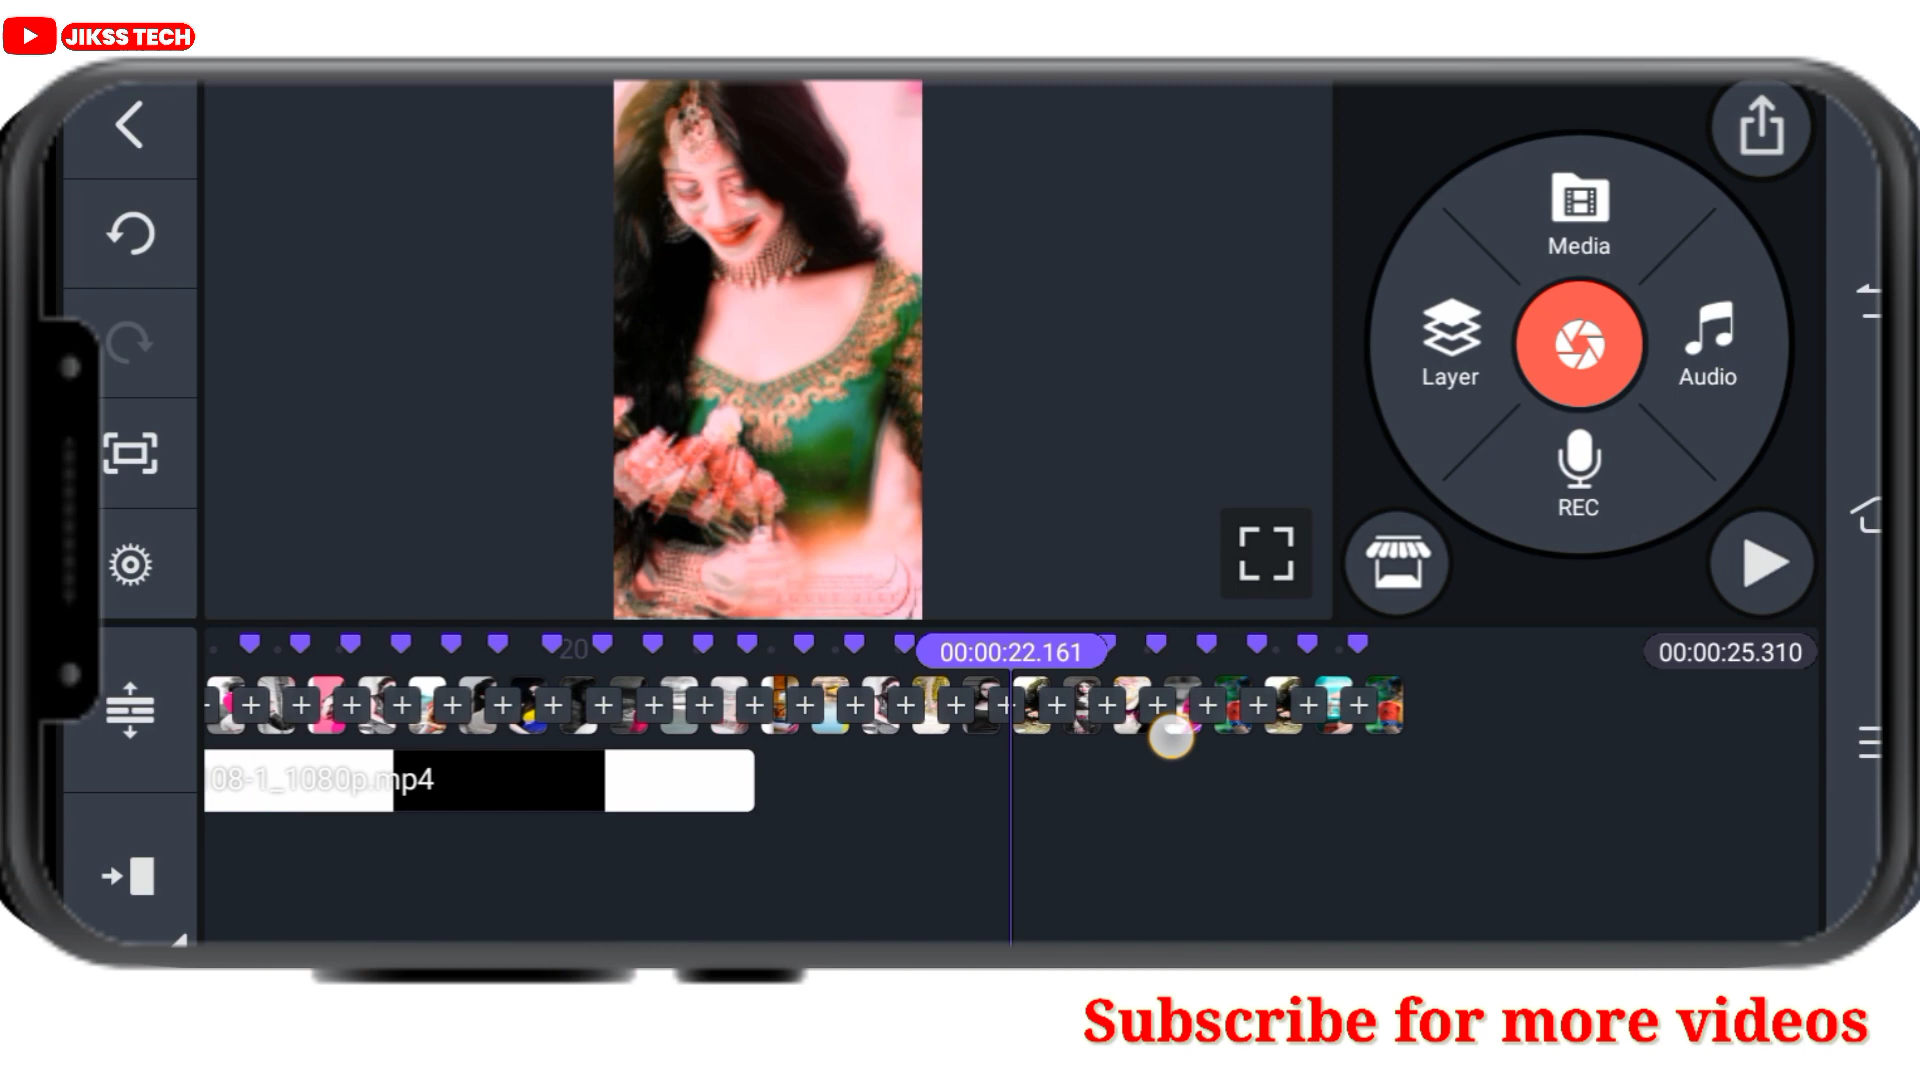 JIKSS TECH
Media
Layer
Audio
REC
20
00:00:22.161
00:00:25.310
08-1_1080p.mp4
Subscribe for more videos